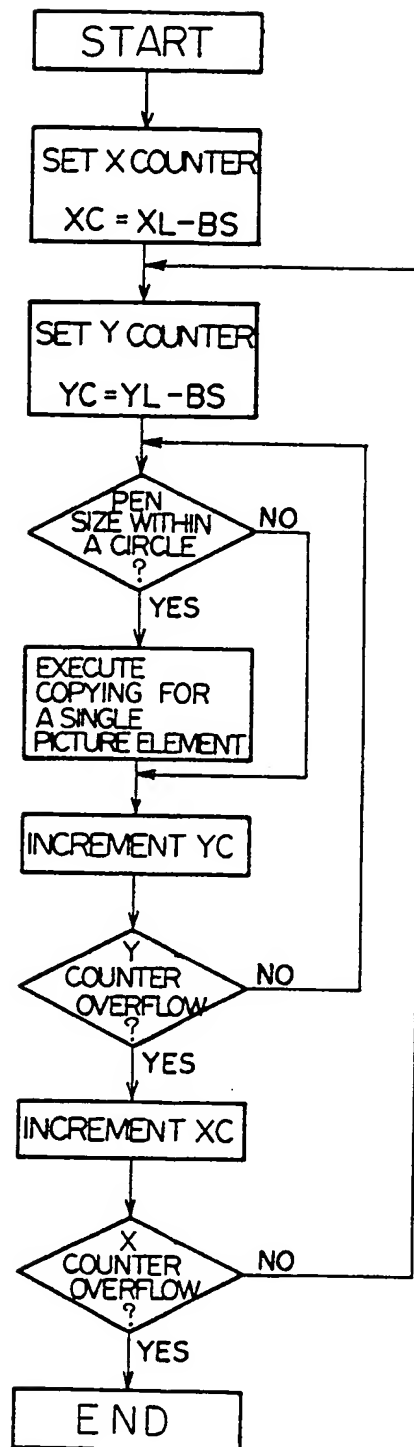 START
SET X COUNTER
XC = XL-BS
SET Y COUNTER
YC = YL-BS
PEN
SIZE WITHIN
A CIRCLE
?
NO
YES
EXECUTE
COPYING FOR
A SINGLE
PICTURE ELEMENT
INCREMENT YC
Y
COUNTER
OVERFLOW
?
NO
YES
INCREMENT XC
X
COUNTER
OVERFLOW
?
NO
YES
END